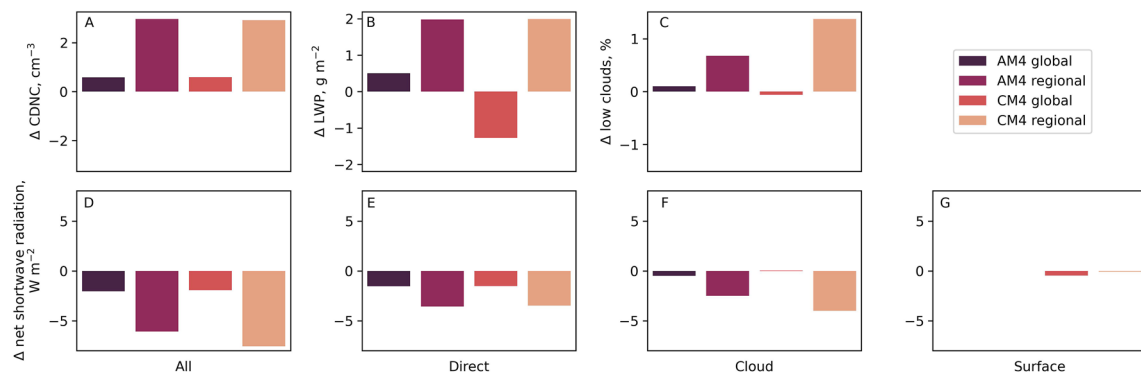 A
Δ CDNC, cm⁻³
2
0
−2
B
Δ LWP, g m⁻²
2
1
0
−1
−2
C
Δ low clouds, %
1
0
−1
AM4 global
AM4 regional
CM4 global
CM4 regional
D
Δ net shortwave radiation,
W m⁻²
5
0
−5
All
E
5
0
−5
Direct
F
5
0
−5
Cloud
G
5
0
−5
Surface